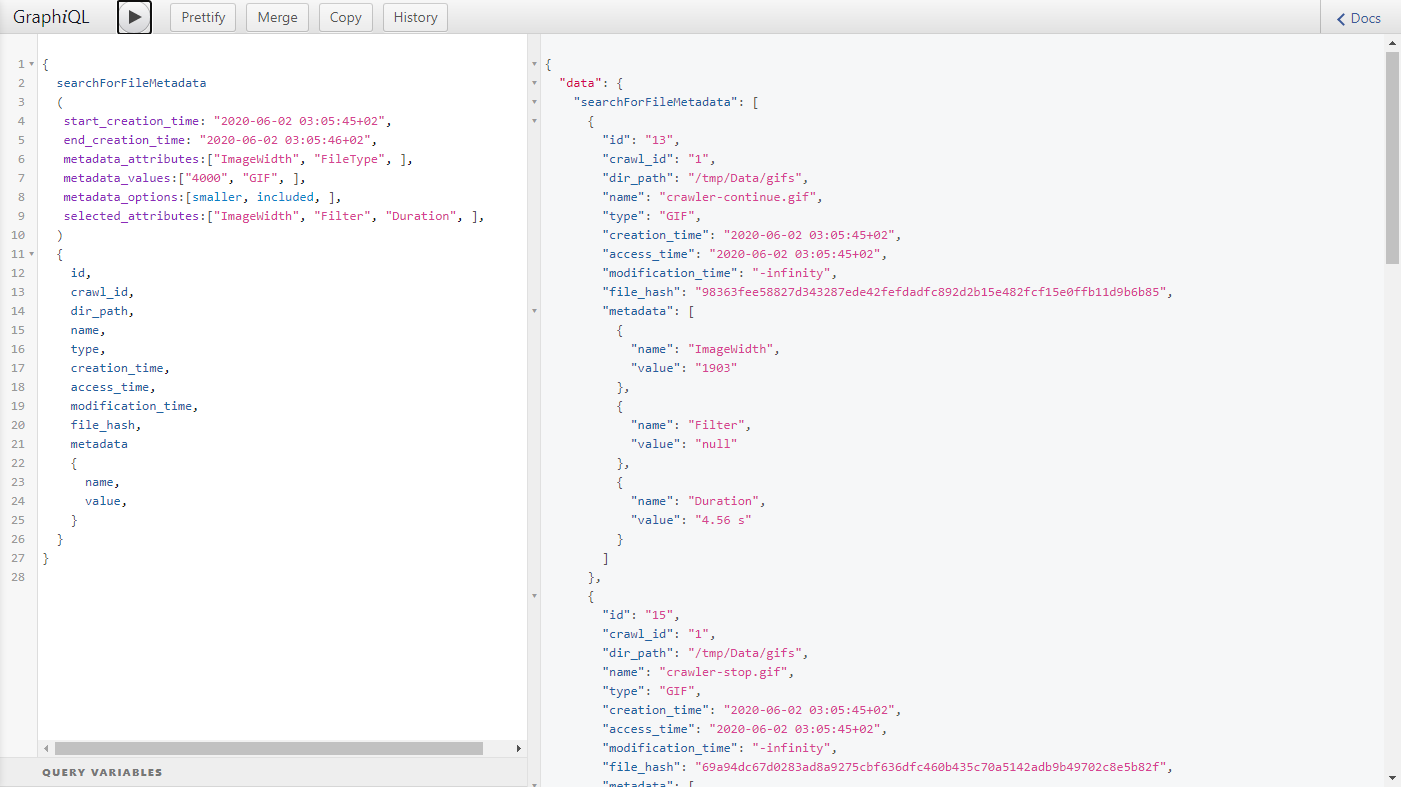 GraphiQL Prettify Merge Copy History Docs
1 {
2 searchForFileMetadata
3 (
4 start_creation_time: "2020-06-02 03:05:45+02",
5 end_creation_time: "2020-06-02 03:05:46+02",
6 metadata_attributes:["ImageWidth", "FileType", ],
7 metadata_values:["4000", "GIF", ],
8 metadata_options:[smaller, included, ],
9 selected_attributes:["ImageWidth", "Filter", "Duration", ],
10 )
11 {
12 id,
13 crawl_id,
14 dir_path,
15 name,
16 type,
17 creation_time,
18 access_time,
19 modification_time,
20 file_hash,
21 metadata
22 {
23 name,
24 value,
25 }
26 }
27 }
28
QUERY VARIABLES
{
"data": {
"searchForFileMetadata": [
{
"id": "13",
"crawl_id": "1",
"dir_path": "/tmp/Data/gifs",
"name": "crawler-continue.gif",
"type": "GIF",
"creation_time": "2020-06-02 03:05:45+02",
"access_time": "2020-06-02 03:05:45+02",
"modification_time": "-infinity",
"file_hash": "98363fee58827d343287ede42fefdadfc892d2b15e482fcf15e0ffb11d9b6b85",
"metadata": [
{
"name": "ImageWidth",
"value": "1903"
},
{
"name": "Filter",
"value": "null"
},
{
"name": "Duration",
"value": "4.56 s"
}
]
},
{
"id": "15",
"crawl_id": "1",
"dir_path": "/tmp/Data/gifs",
"name": "crawler-stop.gif",
"type": "GIF",
"creation_time": "2020-06-02 03:05:45+02",
"access_time": "2020-06-02 03:05:45+02",
"modification_time": "-infinity",
"file_hash": "69a94dc67d0283ad8a9275cbf636dfc460b435c70a5142adb9b49702c8e5b82f",
"metadata": [